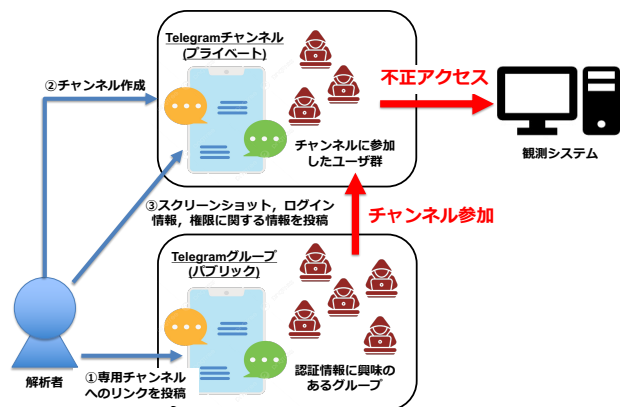 Telegramチャンネル
(プライベート)
②チャンネル作成
不正アクセス
チャンネルに参加
したユーザ群
観測システム
③スクリーンショット，ログイン
情報，権限に関する情報を投稿
チャンネル参加
Telegramグループ
(パブリック)
解析者
①専用チャンネル
へのリンクを投稿
認証情報に興味の
あるグループ